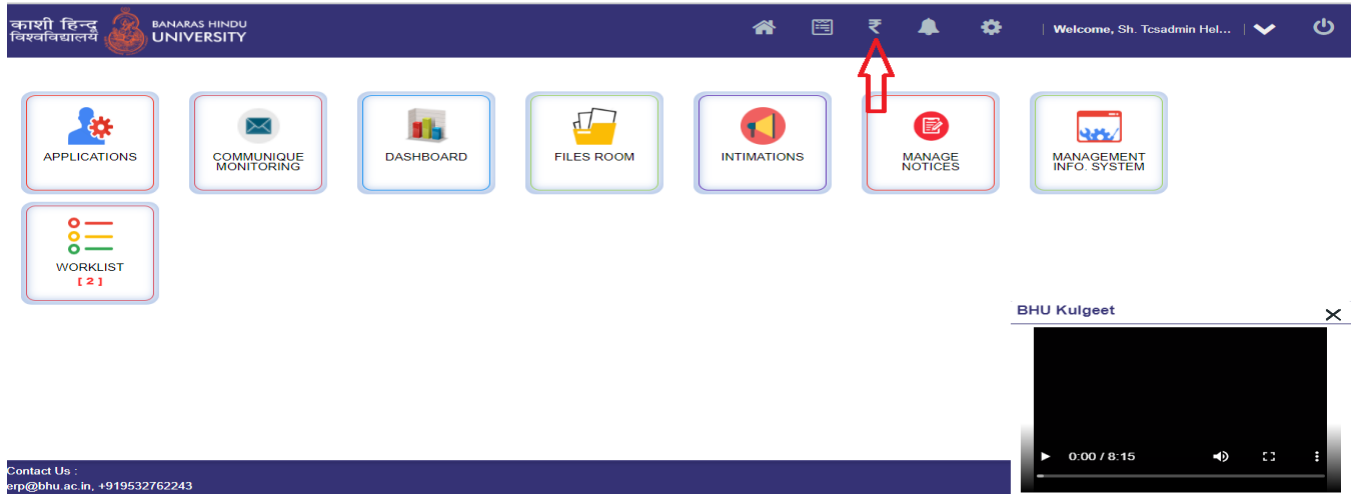 काशी हिन्दू
विश्वविद्यालय
BANARAS HINDU
UNIVERSITY
₹
| Welcome, Sh. Tcsadmin Hel... |
APPLICATIONS
COMMUNIQUE
MONITORING
DASHBOARD
FILES ROOM
INTIMATIONS
MANAGE
NOTICES
MANAGEMENT
INFO. SYSTEM
WORKLIST
[ 2 ]
BHU Kulgeet
0:00 / 8:15
Contact Us :
erp@bhu.ac.in, +919532762243